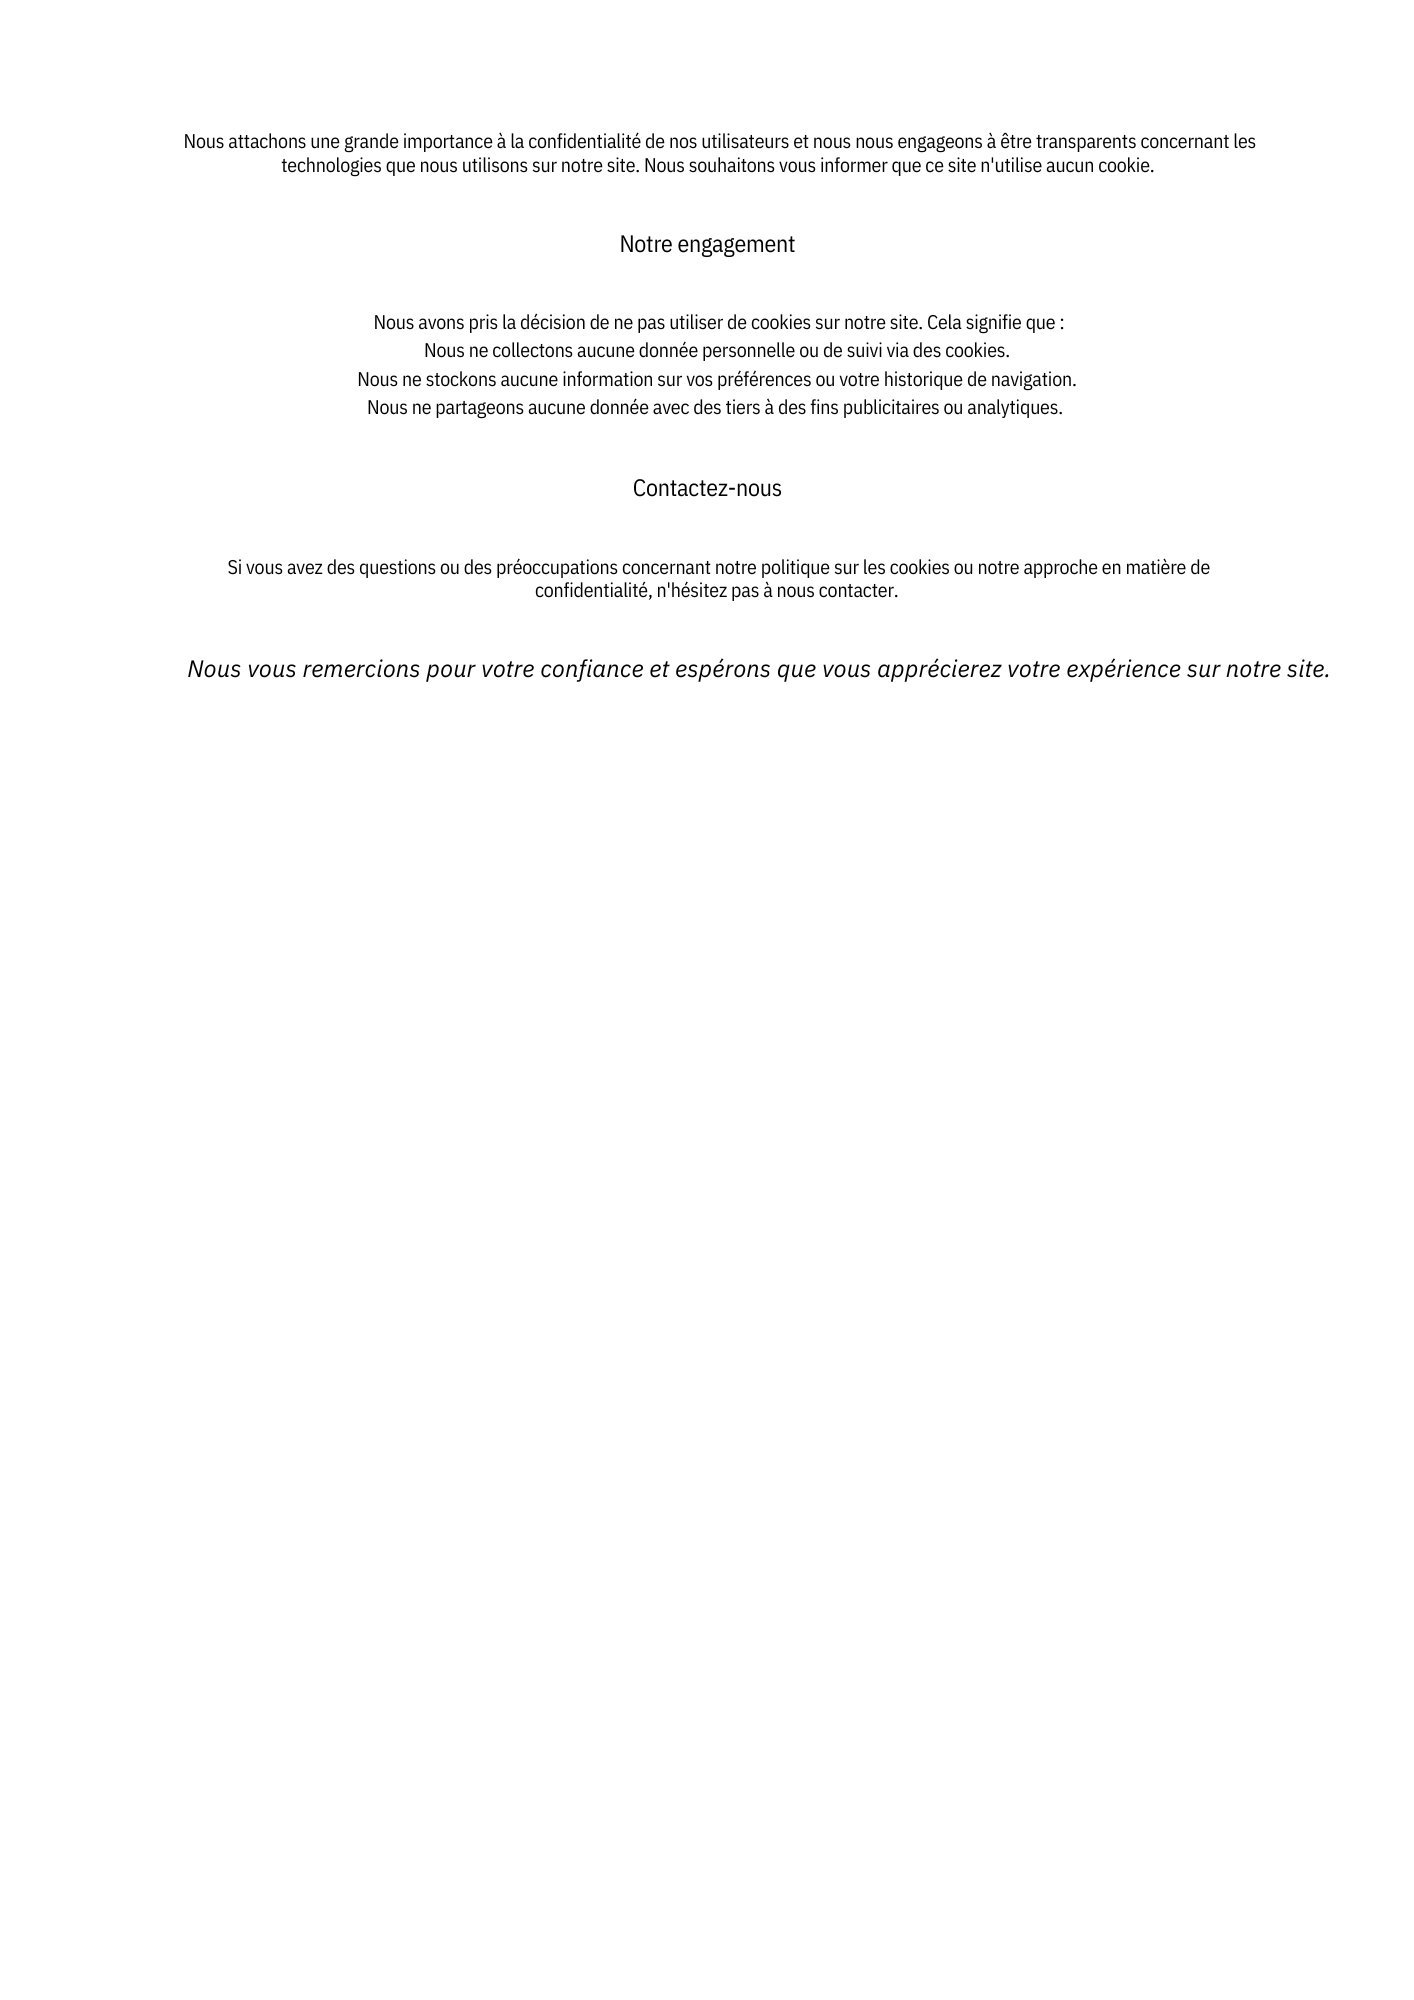 Nous attachons une grande importance à la confidentialité de nos utilisateurs et nous nous engageons à être transparents concernant les
technologies que nous utilisons sur notre site. Nous souhaitons vous informer que ce site n'utilise aucun cookie.
Notre engagement
Nous avons pris la décision de ne pas utiliser de cookies sur notre site. Cela signifie que :
Nous ne collectons aucune donnée personnelle ou de suivi via des cookies.
Nous ne stockons aucune information sur vos préférences ou votre historique de navigation.
Nous ne partageons aucune donnée avec des tiers à des fins publicitaires ou analytiques.
Contactez-nous
Si vous avez des questions ou des préoccupations concernant notre politique sur les cookies ou notre approche en matière de
confidentialité, n'hésitez pas à nous contacter.
Nous vous remercions pour votre confiance et espérons que vous apprécierez votre expérience sur notre site.